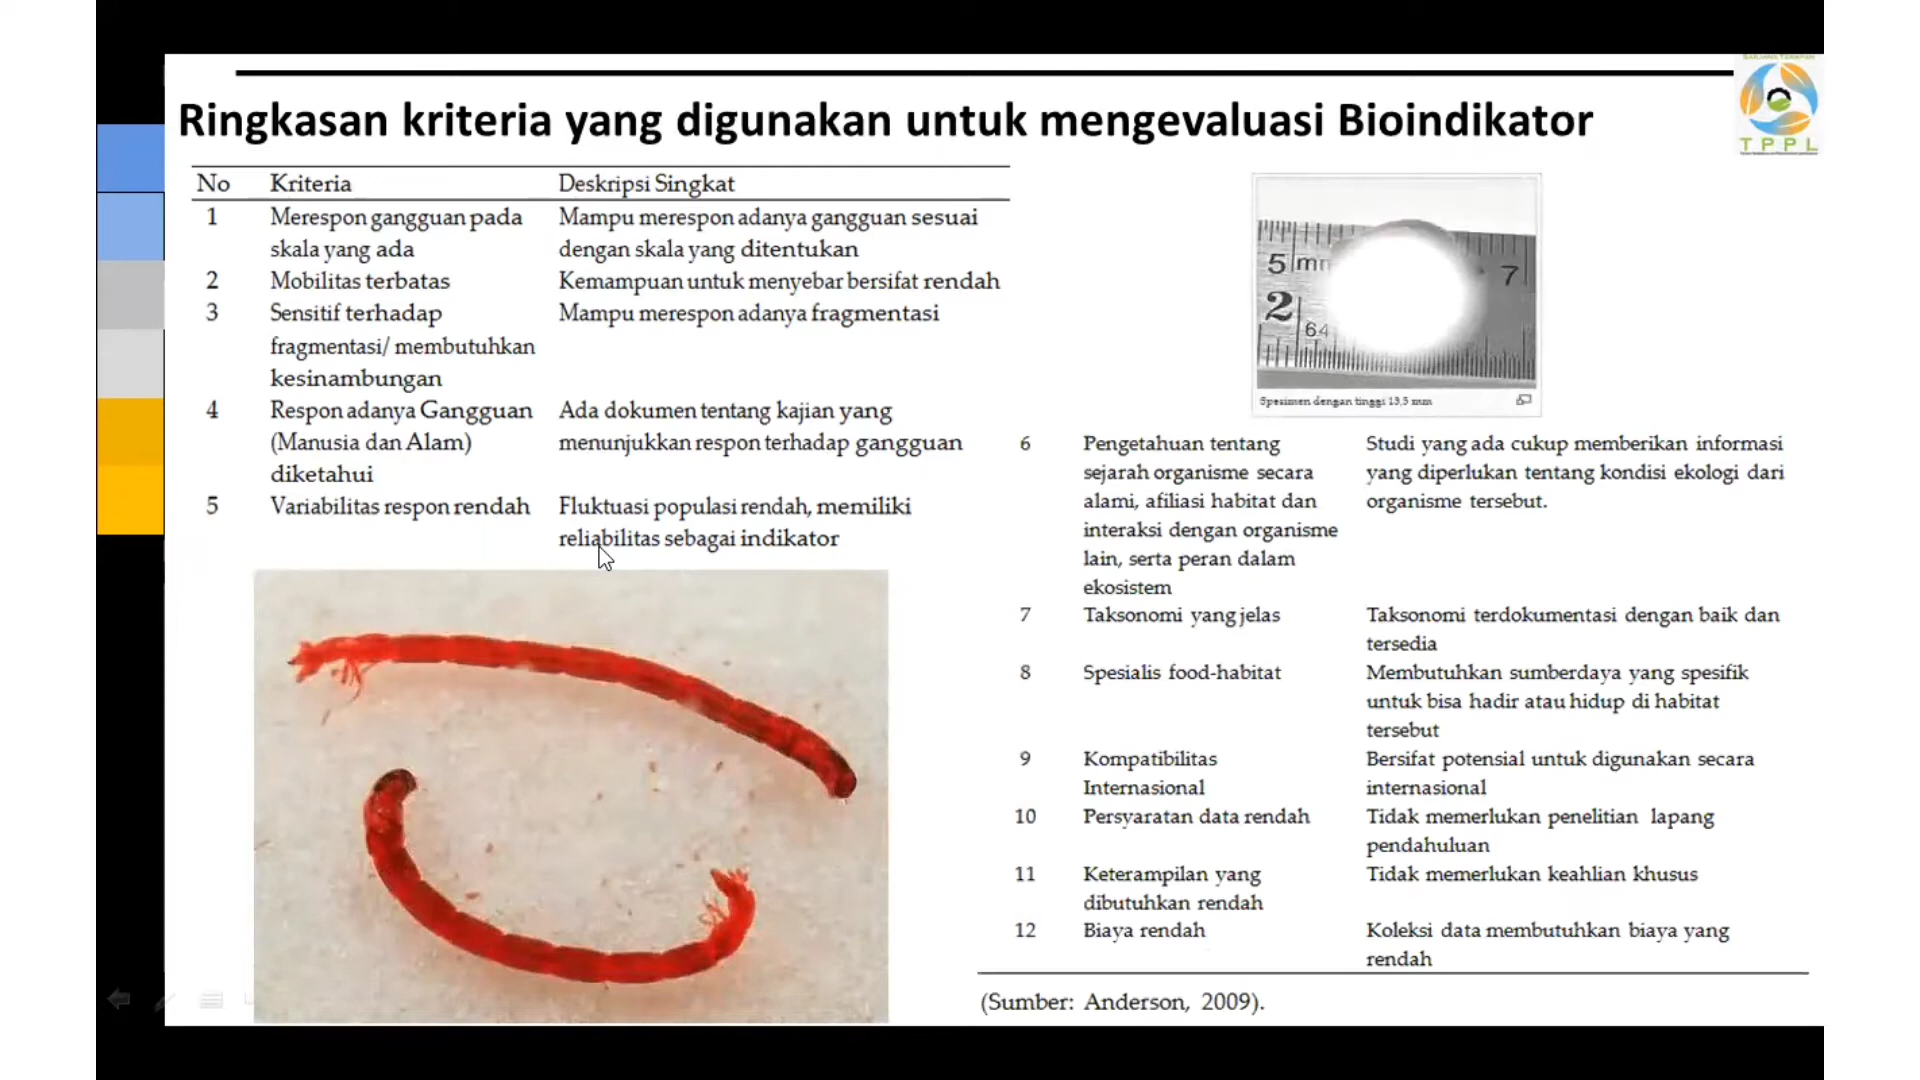 Ringkasan kriteria yang digunakan untuk mengevaluasi Bioindikator
T P P L
No Kriteria Deskripsi Singkat
1 Merespon gangguan pada Mampu merespon adanya gangguan sesuai
skala yang ada dengan skala yang ditentukan
2 Mobilitas terbatas Kemampuan untuk menyebar bersifat rendah
3 Sensitif terhadap Mampu merespon adanya fragmentasi
fragmentasi/ membutuhkan
kesinambungan
4 Respon adanya Gangguan Ada dokumen tentang kajian yang
(Manusia dan Alam) menunjukkan respon terhadap gangguan
diketahui
5 Variabilitas respon rendah Fluktuasi populasi rendah, memiliki
reliabilitas sebagai indikator
5 mm 7
2 64
Spesimen dengan tinggi 13,5 mm
6 Pengetahuan tentang Studi yang ada cukup memberikan informasi
sejarah organisme secara yang diperlukan tentang kondisi ekologi dari
alami, afiliasi habitat dan organisme tersebut.
interaksi dengan organisme
lain, serta peran dalam
ekosistem
7 Taksonomi yang jelas Taksonomi terdokumentasi dengan baik dan
tersedia
8 Spesialis food-habitat Membutuhkan sumberdaya yang spesifik
untuk bisa hadir atau hidup di habitat
tersebut
9 Kompatibilitas Bersifat potensial untuk digunakan secara
Internasional internasional
10 Persyaratan data rendah Tidak memerlukan penelitian lapang
pendahuluan
11 Keterampilan yang Tidak memerlukan keahlian khusus
dibutuhkan rendah
12 Biaya rendah Koleksi data membutuhkan biaya yang
rendah
(Sumber: Anderson, 2009).